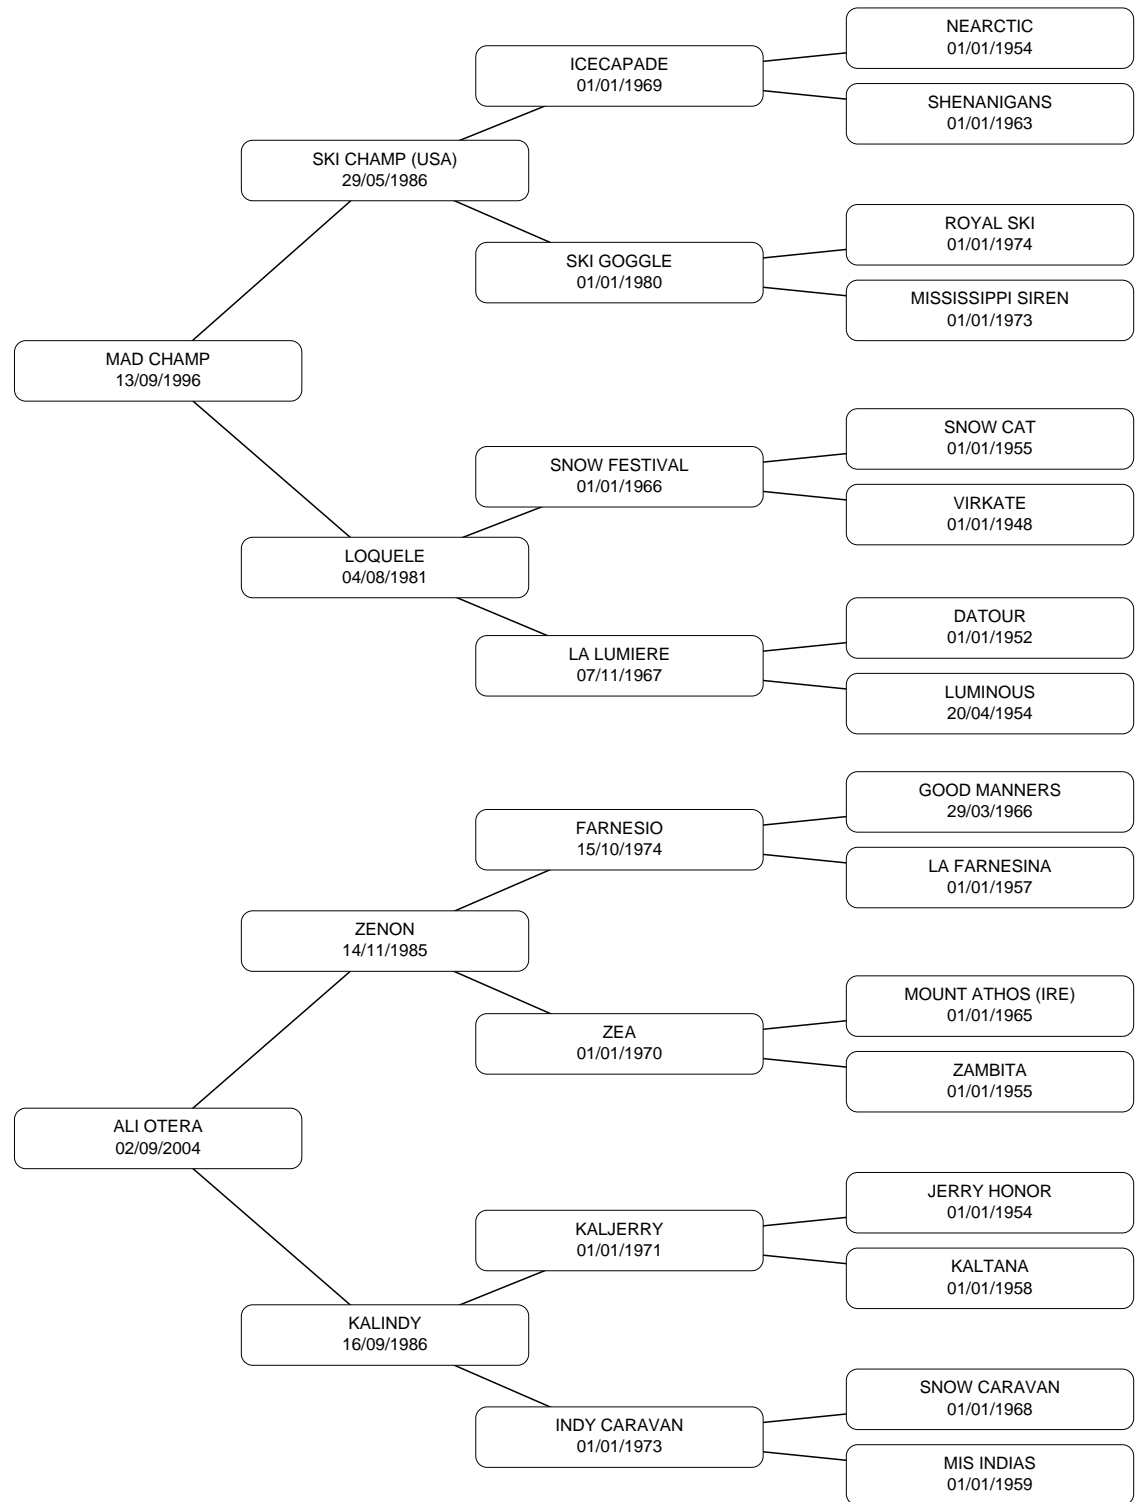 NEARCTIC
01/01/1954
ICECAPADE
01/01/1969
SHENANIGANS
01/01/1963
SKI CHAMP (USA)
29/05/1986
ROYAL SKI
01/01/1974
SKI GOGGLE
01/01/1980
MISSISSIPPI SIREN
01/01/1973
MAD CHAMP
13/09/1996
SNOW CAT
01/01/1955
SNOW FESTIVAL
01/01/1966
VIRKATE
01/01/1948
LOQUELE
04/08/1981
DATOUR
01/01/1952
LA LUMIERE
07/11/1967
LUMINOUS
20/04/1954
GOOD MANNERS
29/03/1966
FARNESIO
15/10/1974
LA FARNESINA
01/01/1957
ZENON
14/11/1985
MOUNT ATHOS (IRE)
01/01/1965
ZEA
01/01/1970
ZAMBITA
01/01/1955
ALI OTERA
02/09/2004
JERRY HONOR
01/01/1954
KALJERRY
01/01/1971
KALTANA
01/01/1958
KALINDY
16/09/1986
SNOW CARAVAN
01/01/1968
INDY CARAVAN
01/01/1973
MIS INDIAS
01/01/1959